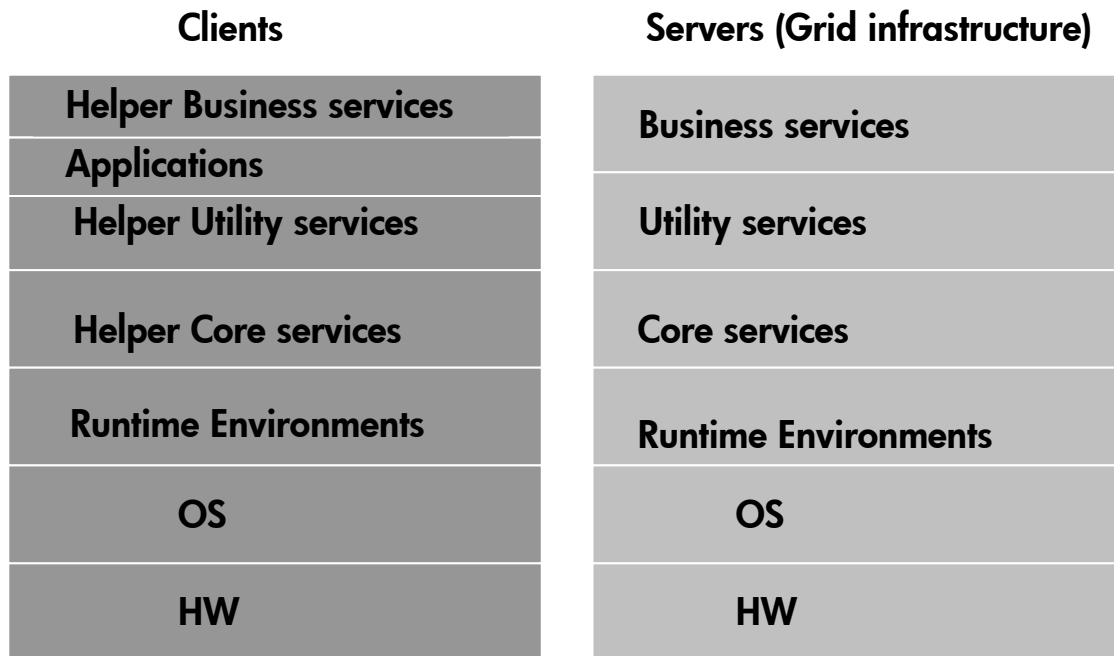 Clients
Servers (Grid infrastructure)
Helper Business services
Applications
Helper Utility services
Helper Core services
Runtime Environments
OS
HW
Business services
Utility services
Core services
Runtime Environments
OS
HW